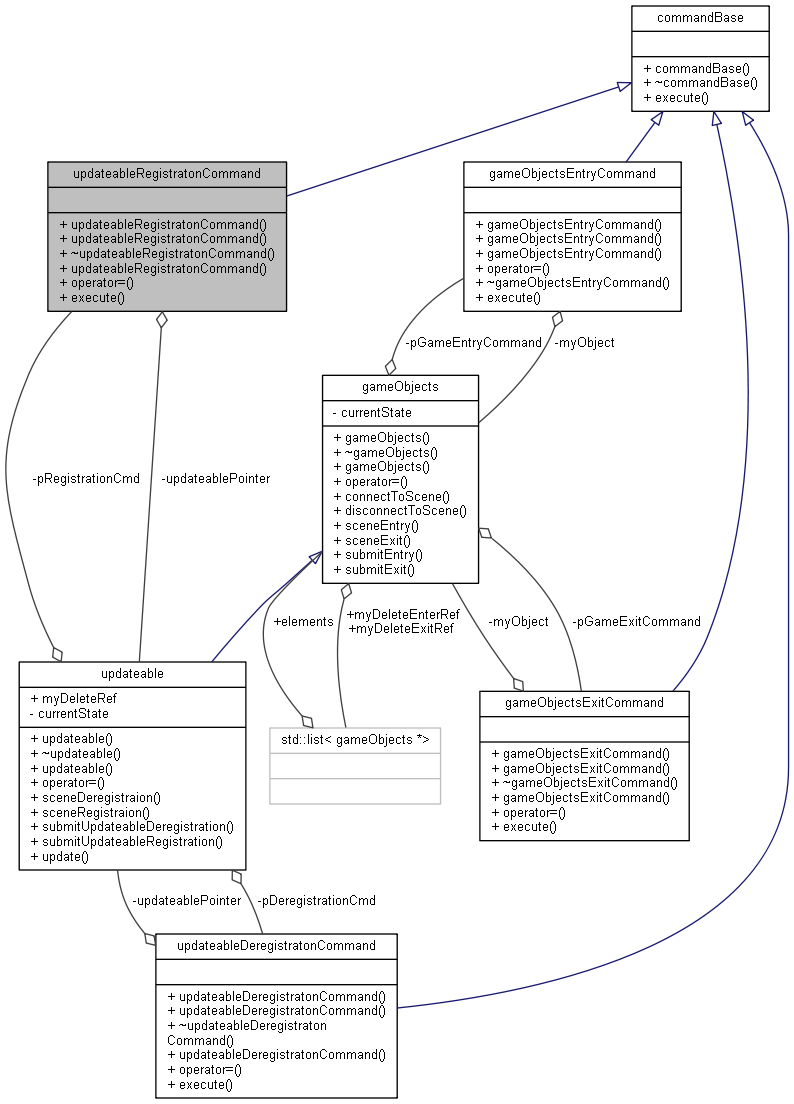 commandBase
+ commandBase()
+ ~commandBase()
+ execute()
updateableRegistratonCommand
+ updateableRegistratonCommand()
+ updateableRegistratonCommand()
+ ~updateableRegistratonCommand()
+ updateableRegistratonCommand()
+ operator=()
+ execute()
gameObjectsEntryCommand
+ gameObjectsEntryCommand()
+ gameObjectsEntryCommand()
+ gameObjectsEntryCommand()
+ operator=()
+ ~gameObjectsEntryCommand()
+ execute()
-pGameEntryCommand
-myObject
gameObjects
- currentState
+ gameObjects()
+ ~gameObjects()
+ gameObjects()
+ operator=()
+ connectToScene()
+ disconnectToScene()
+ sceneEntry()
+ sceneExit()
+ submitEntry()
+ submitExit()
-pRegistrationCmd
-updateablePointer
+elements
+myDeleteEnterRef
+myDeleteExitRef
-myObject
-pGameExitCommand
updateable
+ myDeleteRef
- currentState
+ updateable()
+ ~updateable()
+ updateable()
+ operator=()
+ sceneDeregistraion()
+ sceneRegistraion()
+ submitUpdateableDeregistration()
+ submitUpdateableRegistration()
+ update()
std::list< gameObjects *>
gameObjectsExitCommand
+ gameObjectsExitCommand()
+ gameObjectsExitCommand()
+ ~gameObjectsExitCommand()
+ gameObjectsExitCommand()
+ operator=()
+ execute()
-updateablePointer
-pDeregistrationCmd
updateableDeregistratonCommand
+ updateableDeregistratonCommand()
+ updateableDeregistratonCommand()
+ ~updateableDeregistraton
Command()
+ updateableDeregistratonCommand()
+ operator=()
+ execute()